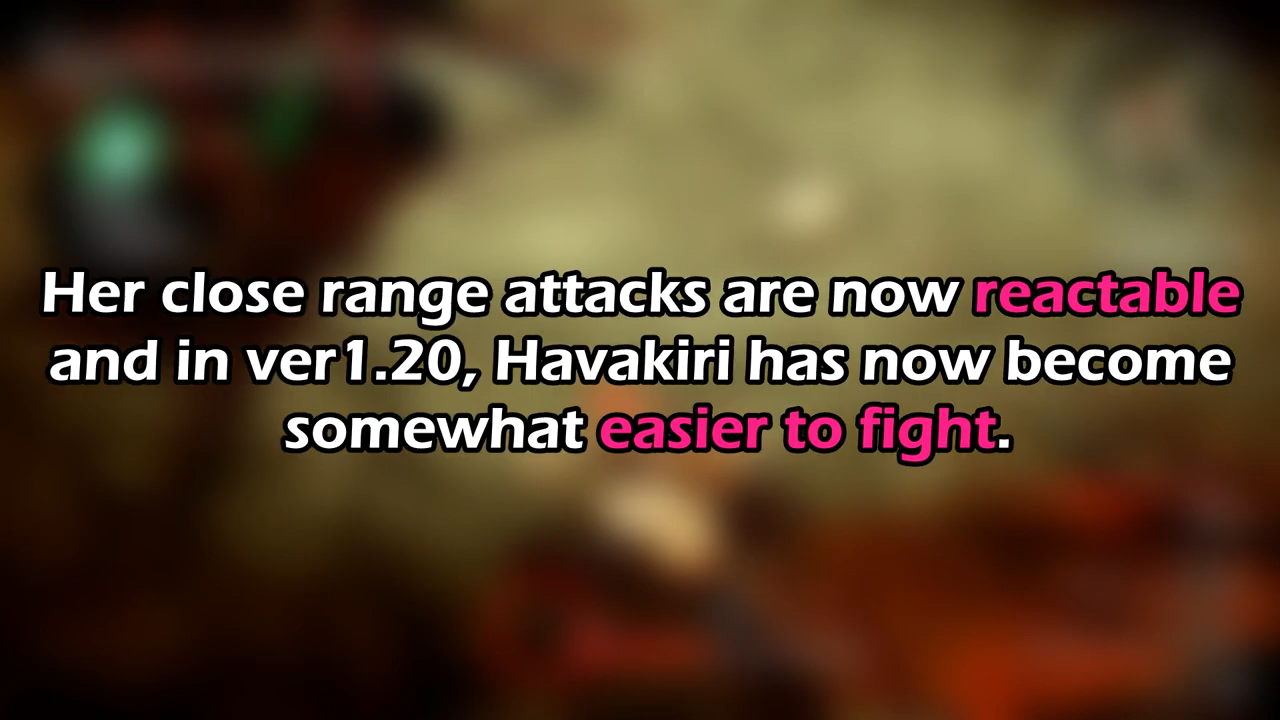 Her close range attacks are now reactable
and in ver1.20, Havakiri has now become
somewhat easier to fight.